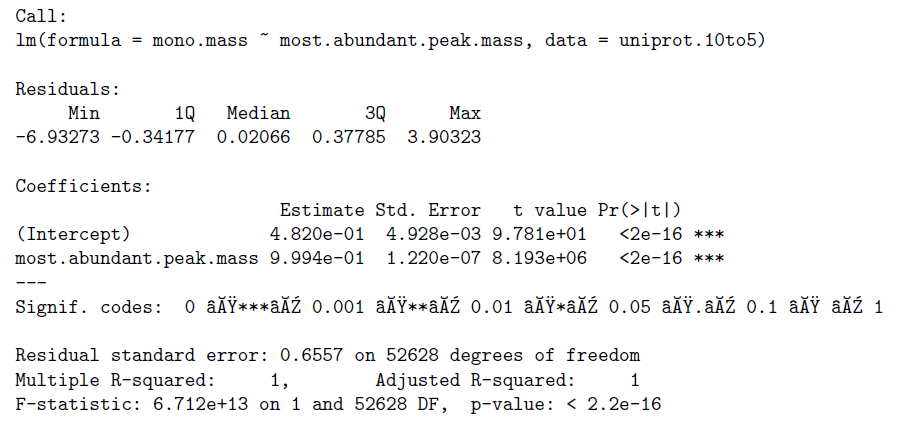 Call:
lm(formula = mono.mass ~ most.abundant.peak.mass, data = uniprot.10to5)
Residuals:
Min 1Q Median 3Q Max
-6.93273 -0.34177 0.02066 0.37785 3.90323
Coefficients:
Estimate Std. Error t value Pr(>|t|)
(Intercept) 4.820e-01 4.928e-03 9.781e+01 <2e-16 ***
most.abundant.peak.mass 9.994e-01 1.220e-07 8.193e+06 <2e-16 ***
---
Signif. codes: 0 âĂŸ***âĂŹ 0.001 âĂŸ**âĂŹ 0.01 âĂŸ*âĂŹ 0.05 âĂŸ.âĂŹ 0.1 âĂŸ âĂŹ 1
Residual standard error: 0.6557 on 52628 degrees of freedom
Multiple R-squared: 1, Adjusted R-squared: 1
F-statistic: 6.712e+13 on 1 and 52628 DF, p-value: < 2.2e-16